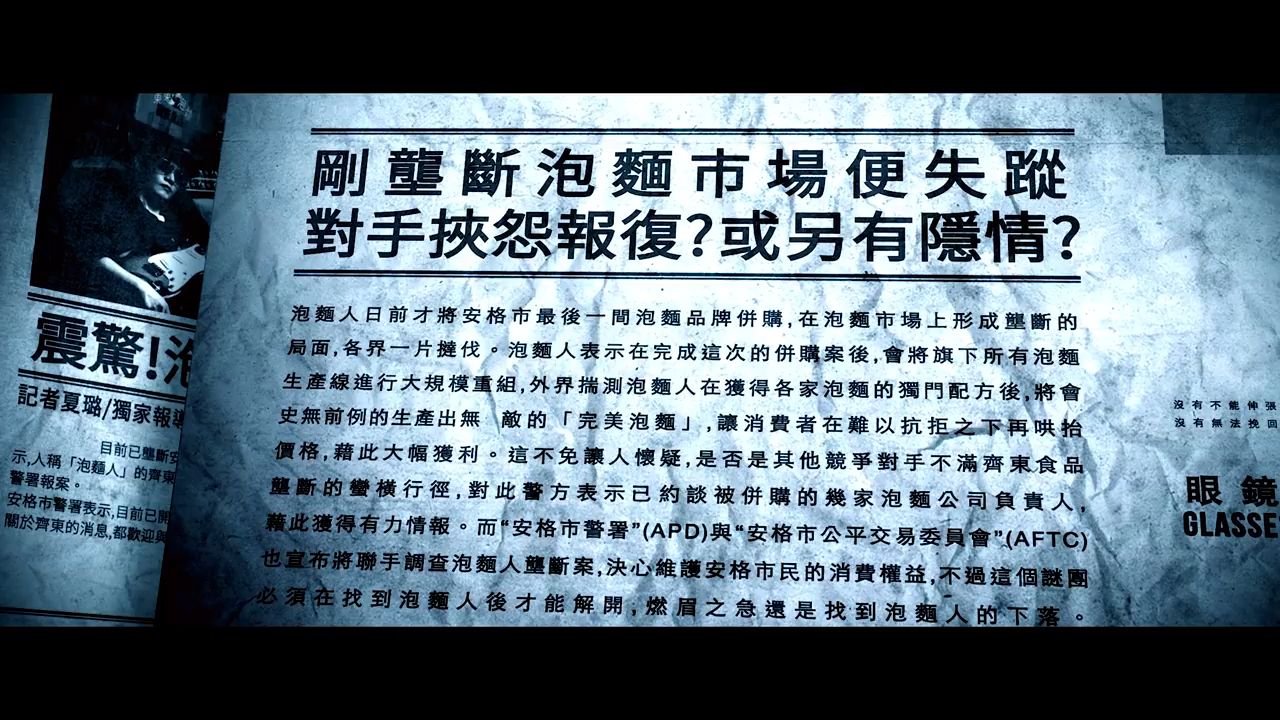 剛壟斷泡麵市場便失蹤
對手挾怨報復?或另有隱情?
泡麵人日前才將安格市最後一間泡麵品牌併購,在泡麵市場上形成壟斷的
局面,各界一片撻伐。泡麵人表示在完成這次的併購案後,會將旗下所有泡麵
生產線進行大規模重組,外界揣測泡麵人在獲得各家泡麵的獨門配方後,將會
史無前例的生產出無 敵的「完美泡麵」,讓消費者在難以抗拒之下再哄抬
價格,藉此大幅獲利。這不免讓人懷疑,是否是其他競爭對手不滿齊東食品
壟斷的蠻橫行徑,對此警方表示已約談被併購的幾家泡麵公司負責人,
藉此獲得有力情報。而“安格市警署”(APD)與“安格市公平交易委員會”(AFTC)
也宣布將聯手調查泡麵人壟斷案,決心維護安格市民的消費權益,不過這個謎團
必須在找到泡麵人後才能解開,燃眉之急還是找到泡麵人的下落。
震驚!泡
記者夏璐/獨家報導
目前已壟斷安
示,人稱「泡麵人」的齊東
警署報案。
安格市警署表示,目前已開
關於齊東的消息,都歡迎與
沒有不能伸張
沒有無法挽回
眼鏡
GLASSE